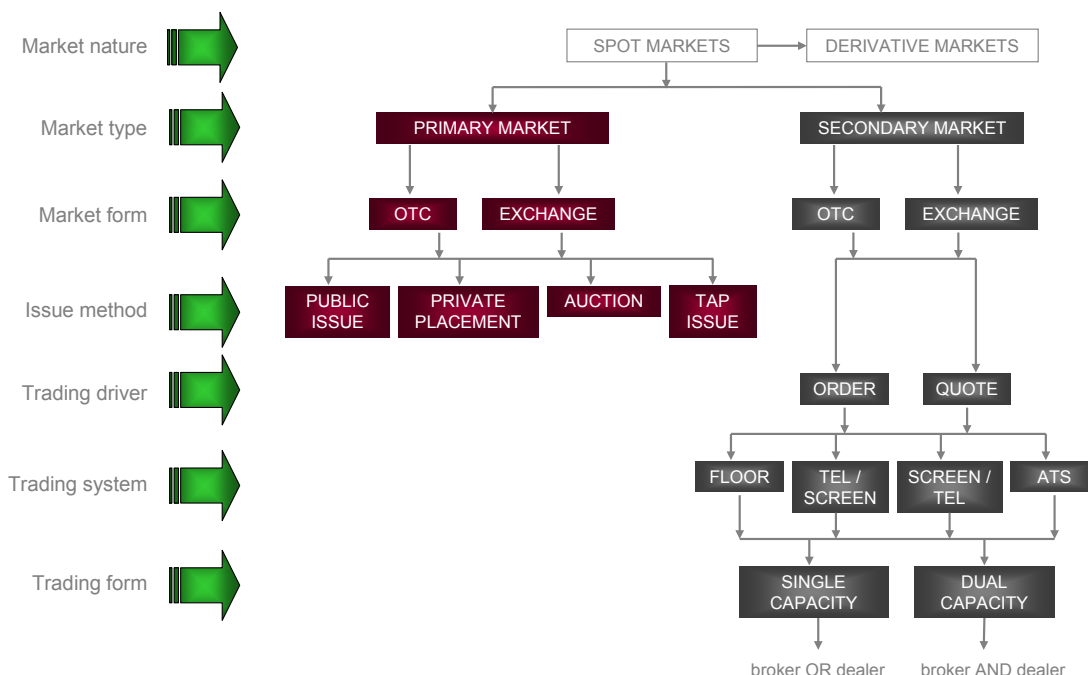 Market nature
SPOT MARKETS
DERIVATIVE MARKETS
Market type
PRIMARY MARKET
SECONDARY MARKET
Market form
OTC
EXCHANGE
OTC
EXCHANGE
Issue method
PUBLIC
ISSUE
PRIVATE
PLACEMENT
AUCTION
TAP
ISSUE
Trading driver
ORDER
QUOTE
Trading system
FLOOR
TEL /
SCREEN
SCREEN /
TEL
ATS
Trading form
SINGLE
CAPACITY
DUAL
CAPACITY
broker OR dealer
broker AND dealer